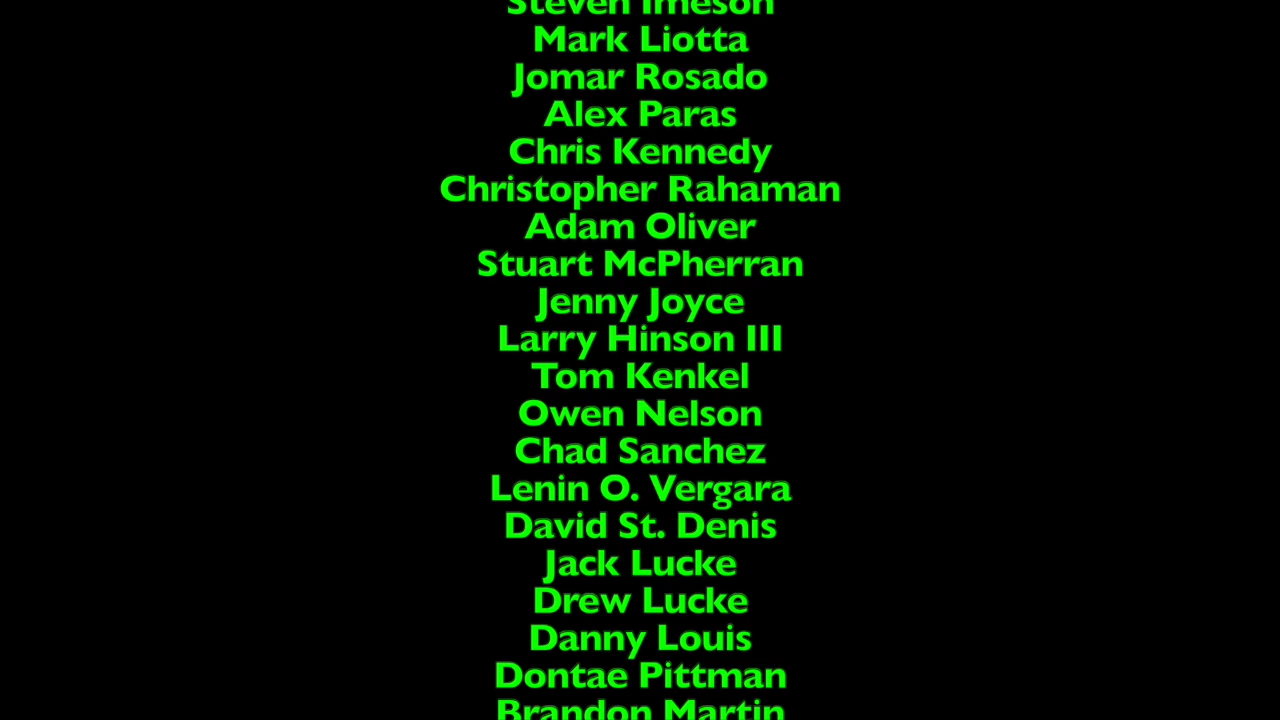 Steven Imeson
Mark Liotta
Jomar Rosado
Alex Paras
Chris Kennedy
Christopher Rahaman
Adam Oliver
Stuart McPherran
Jenny Joyce
Larry Hinson III
Tom Kenkel
Owen Nelson
Chad Sanchez
Lenin O. Vergara
David St. Denis
Jack Lucke
Drew Lucke
Danny Louis
Dontae Pittman
Brandon Martin